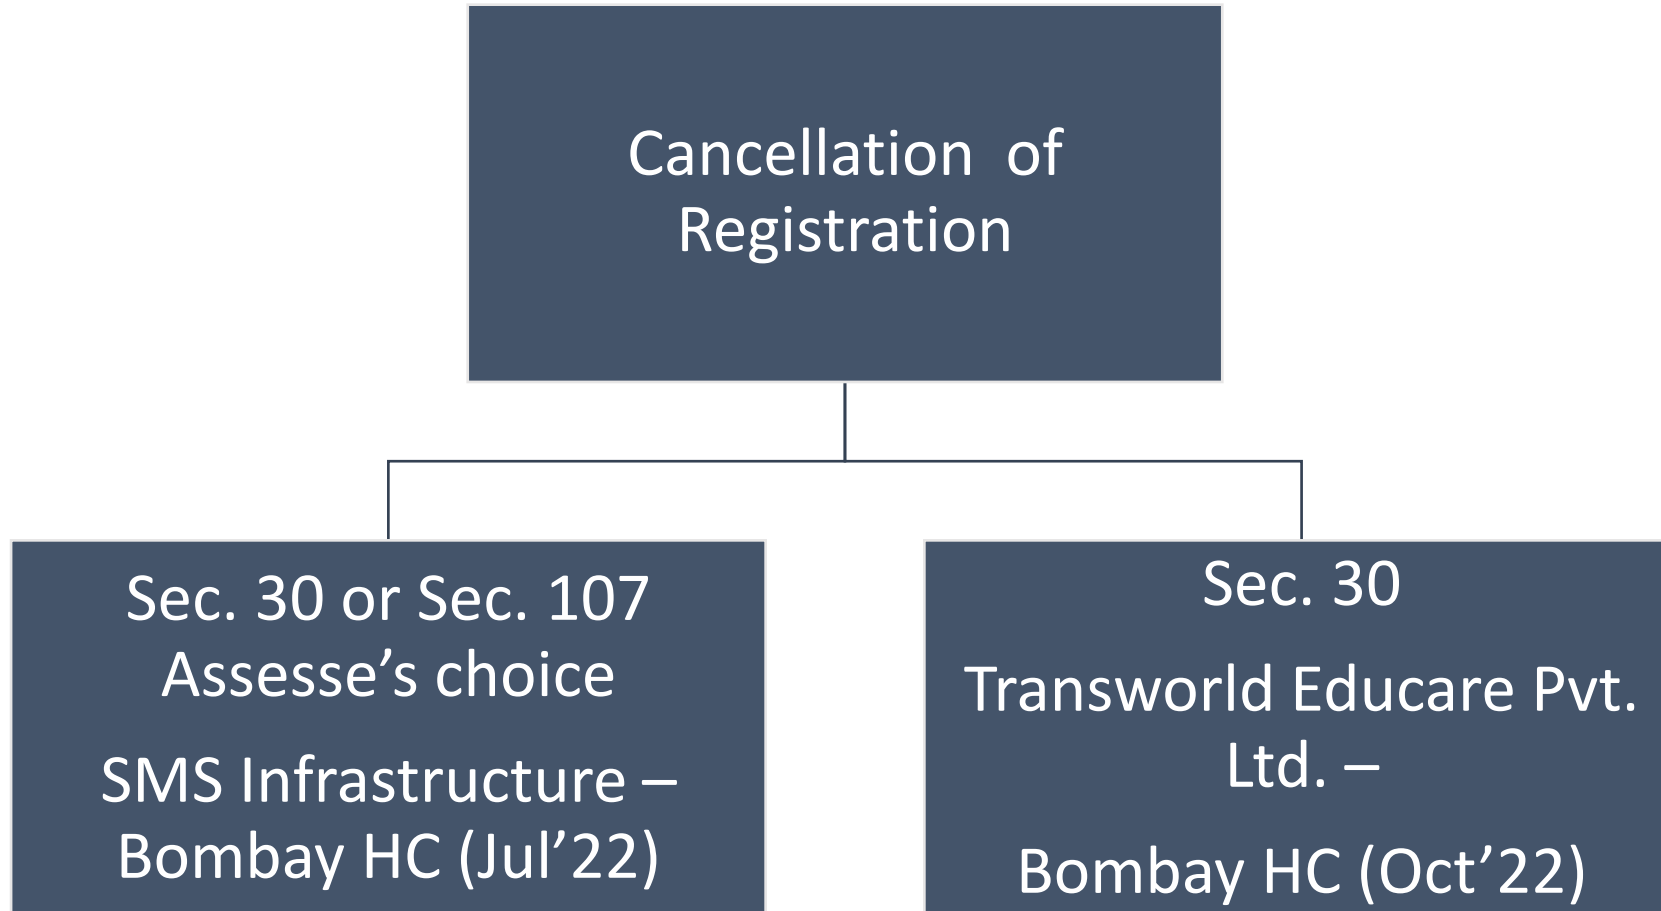 Cancellation of
Registration
Sec. 30 or Sec. 107
Assesse’s choice
SMS Infrastructure –
Bombay HC (Jul’22)
Sec. 30
Transworld Educare Pvt.
Ltd. –
Bombay HC (Oct’22)